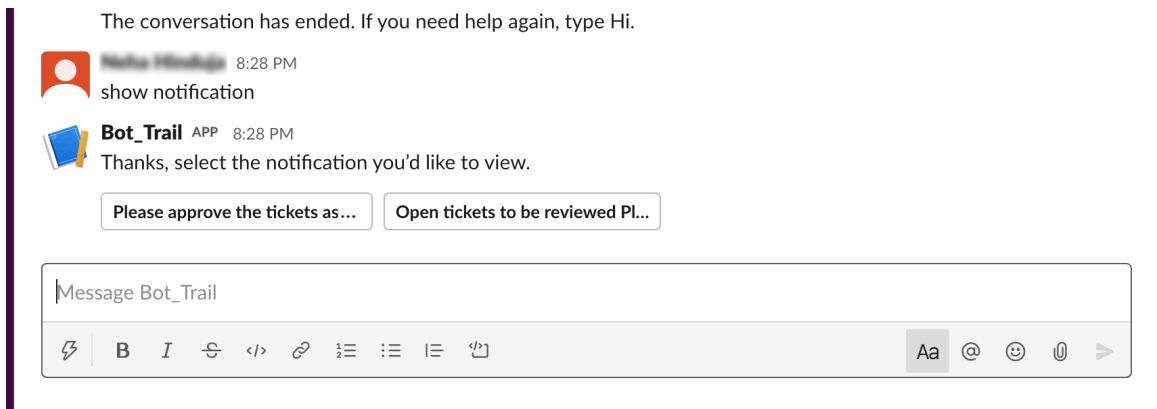 The conversation has ended. If you need help again, type Hi.
8:28 PM
show notification
Bot_Trail APP 8:28 PM
Thanks, select the notification you'd like to view.
Please approve the tickets as... Open tickets to be reviewed Pl...
Message Bot_Trail
B I S </> Aa @